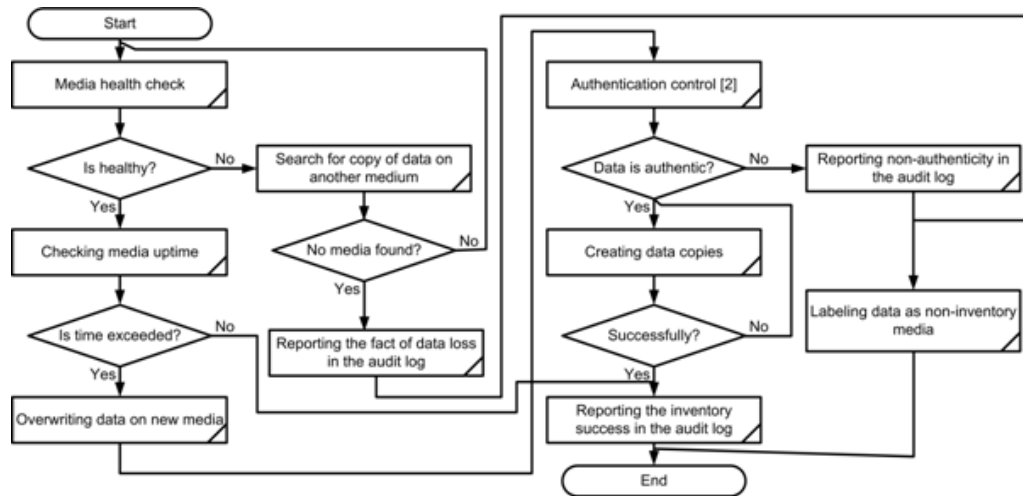 Start
Media health check
Is healthy?
No
Yes
Search for copy of data on
another medium
Checking media uptime
No media found?
No
Yes
Is time exceeded?
No
Yes
Reporting the fact of data loss
in the audit log
Overwriting data on new media
Authentication control [2]
Data is authentic?
No
Yes
Reporting non-authenticity in
the audit log
Creating data copies
Labeling data as non-inventory
media
Successfully?
No
Yes
Reporting the inventory
success in the audit log
End